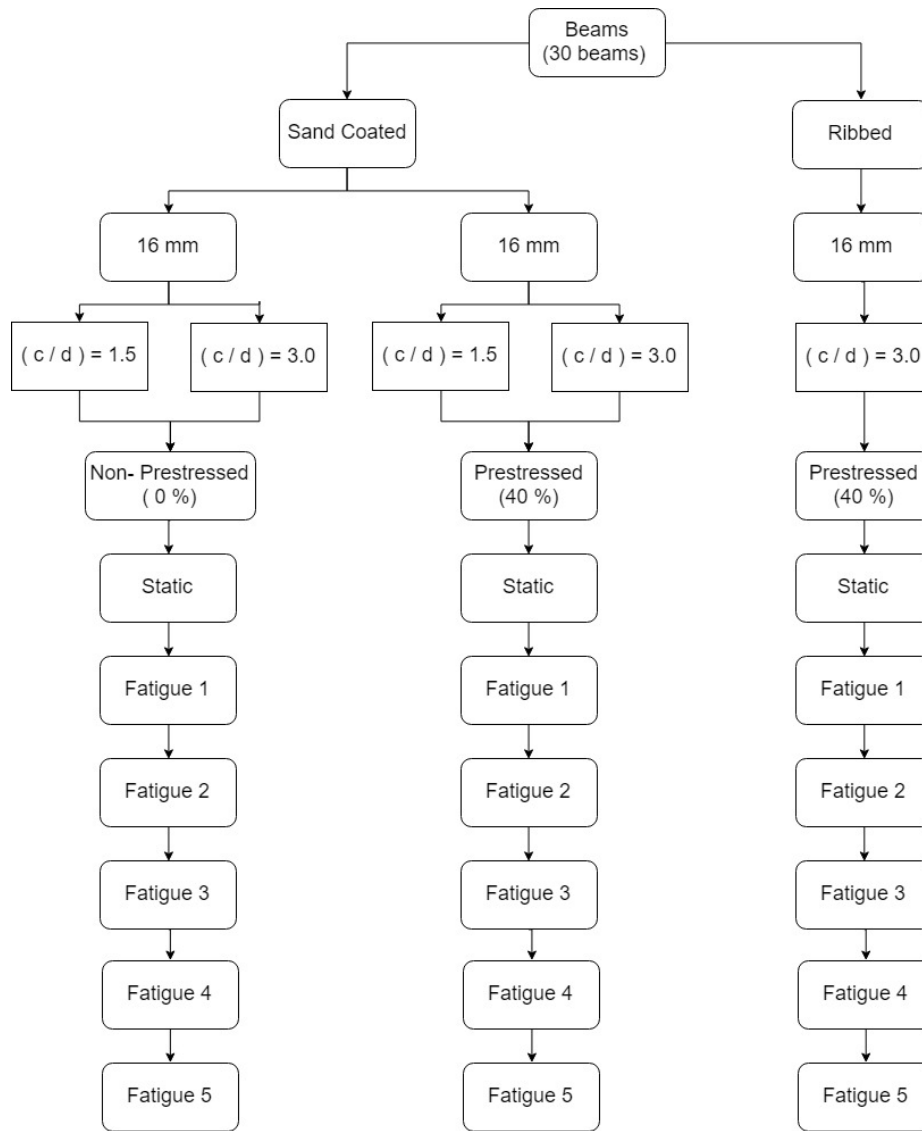 Beams
(30 beams)
Sand Coated
Ribbed
16 mm
16 mm
16 mm
( c / d ) = 1.5
( c / d ) = 3.0
( c / d ) = 1.5
( c / d ) = 3.0
( c / d ) = 3.0
Non- Prestressed
( 0 %)
Prestressed
(40 %)
Prestressed
(40 %)
Static
Static
Static
Fatigue 1
Fatigue 1
Fatigue 1
Fatigue 2
Fatigue 2
Fatigue 2
Fatigue 3
Fatigue 3
Fatigue 3
Fatigue 4
Fatigue 4
Fatigue 4
Fatigue 5
Fatigue 5
Fatigue 5